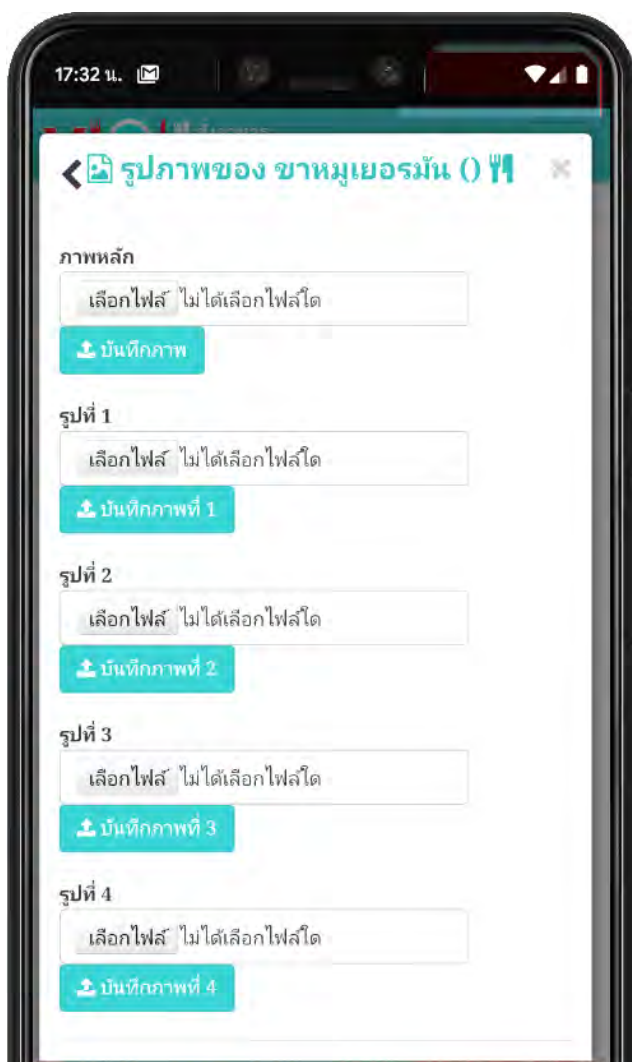 17:32 น.
รูปภาพของ ขาหมูเยอรมัน ()
ภาพหลัก
เลือกไฟล์ ไม่ได้เลือกไฟล์ใด
บันทึกภาพ
รูปที่ 1
เลือกไฟล์ ไม่ได้เลือกไฟล์ใด
บันทึกภาพที่ 1
รูปที่ 2
เลือกไฟล์ ไม่ได้เลือกไฟล์ใด
บันทึกภาพที่ 2
รูปที่ 3
เลือกไฟล์ ไม่ได้เลือกไฟล์ใด
บันทึกภาพที่ 3
รูปที่ 4
เลือกไฟล์ ไม่ได้เลือกไฟล์ใด
บันทึกภาพที่ 4